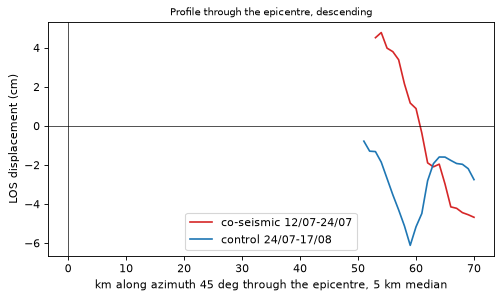 Profile through the epicentre, descending
LOS displacement (cm)
4
2
0
−2
−4
−6
co-seismic 12/07-24/07
control 24/07-17/08
0
10
20
30
40
50
60
70
km along azimuth 45 deg through the epicentre, 5 km median